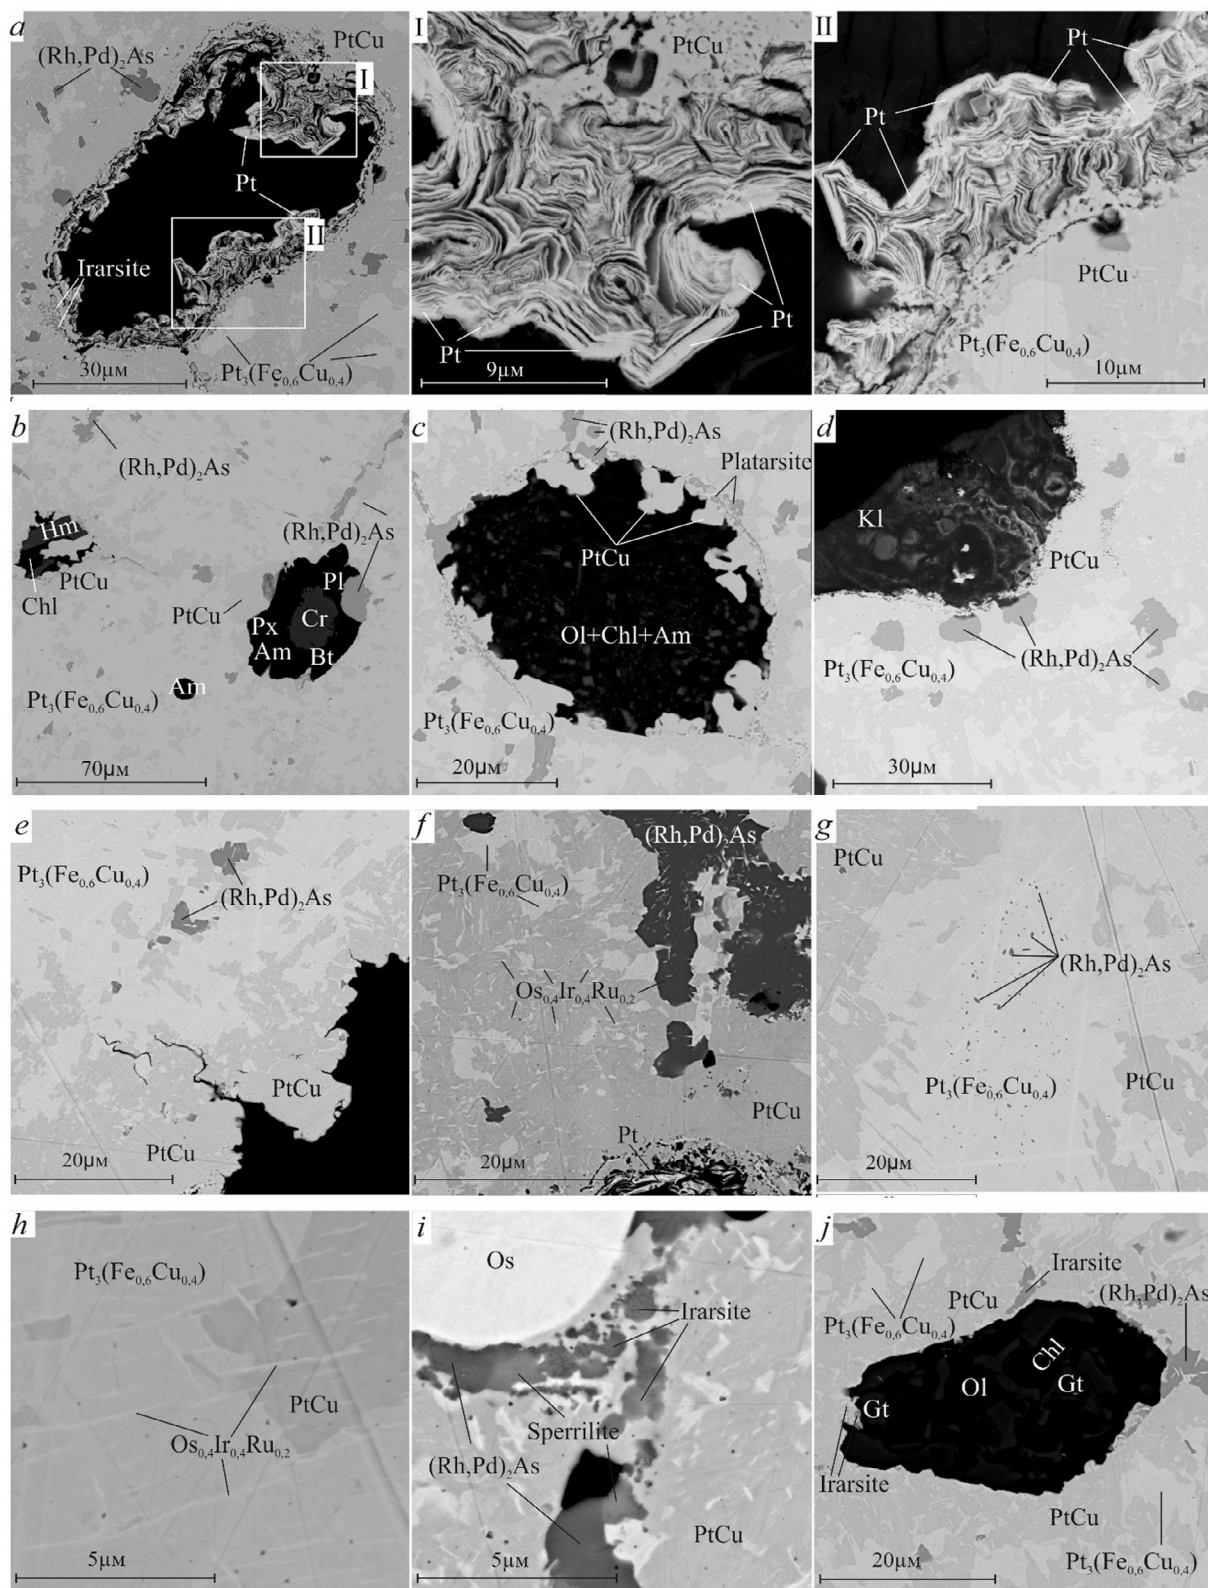 a
(Rh,Pd)₂As
PtCu
I
Pt
II
Irarsite
Pt₃(Fe₀,₆Cu₀,₄)
30μм
I
PtCu
Pt
Pt
Pt
9μм
II
Pt
Pt
PtCu
Pt₃(Fe₀,₆Cu₀,₄)
10μм
b
(Rh,Pd)₂As
(Rh,Pd)₂As
Hm
PtCu
Chl
PtCu
Pl
Cr
Px
Am
Bt
Am
Pt₃(Fe₀,₆Cu₀,₄)
70μм
c
(Rh,Pd)₂As
Platarsite
PtCu
Ol+Chl+Am
Pt₃(Fe₀,₆Cu₀,₄)
20μм
d
Kl
PtCu
(Rh,Pd)₂As
Pt₃(Fe₀,₆Cu₀,₄)
30μм
e
Pt₃(Fe₀,₆Cu₀,₄)
(Rh,Pd)₂As
PtCu
PtCu
20μм
f
(Rh,Pd)₂As
Pt₃(Fe₀,₆Cu₀,₄)
Os₀,₄Ir₀,₄Ru₀,₂
PtCu
Pt
20μм
g
PtCu
(Rh,Pd)₂As
Pt₃(Fe₀,₆Cu₀,₄)
PtCu
20μм
h
Pt₃(Fe₀,₆Cu₀,₄)
PtCu
Os₀,₄Ir₀,₄Ru₀,₂
5μм
i
Os
Irarsite
Sperrilite
(Rh,Pd)₂As
PtCu
5μм
j
Irarsite
(Rh,Pd)₂As
PtCu
Pt₃(Fe₀,₆Cu₀,₄)
Chl
Ol
Gt
Gt
Irarsite
PtCu
Pt₃(Fe₀,₆Cu₀,₄)
20μм